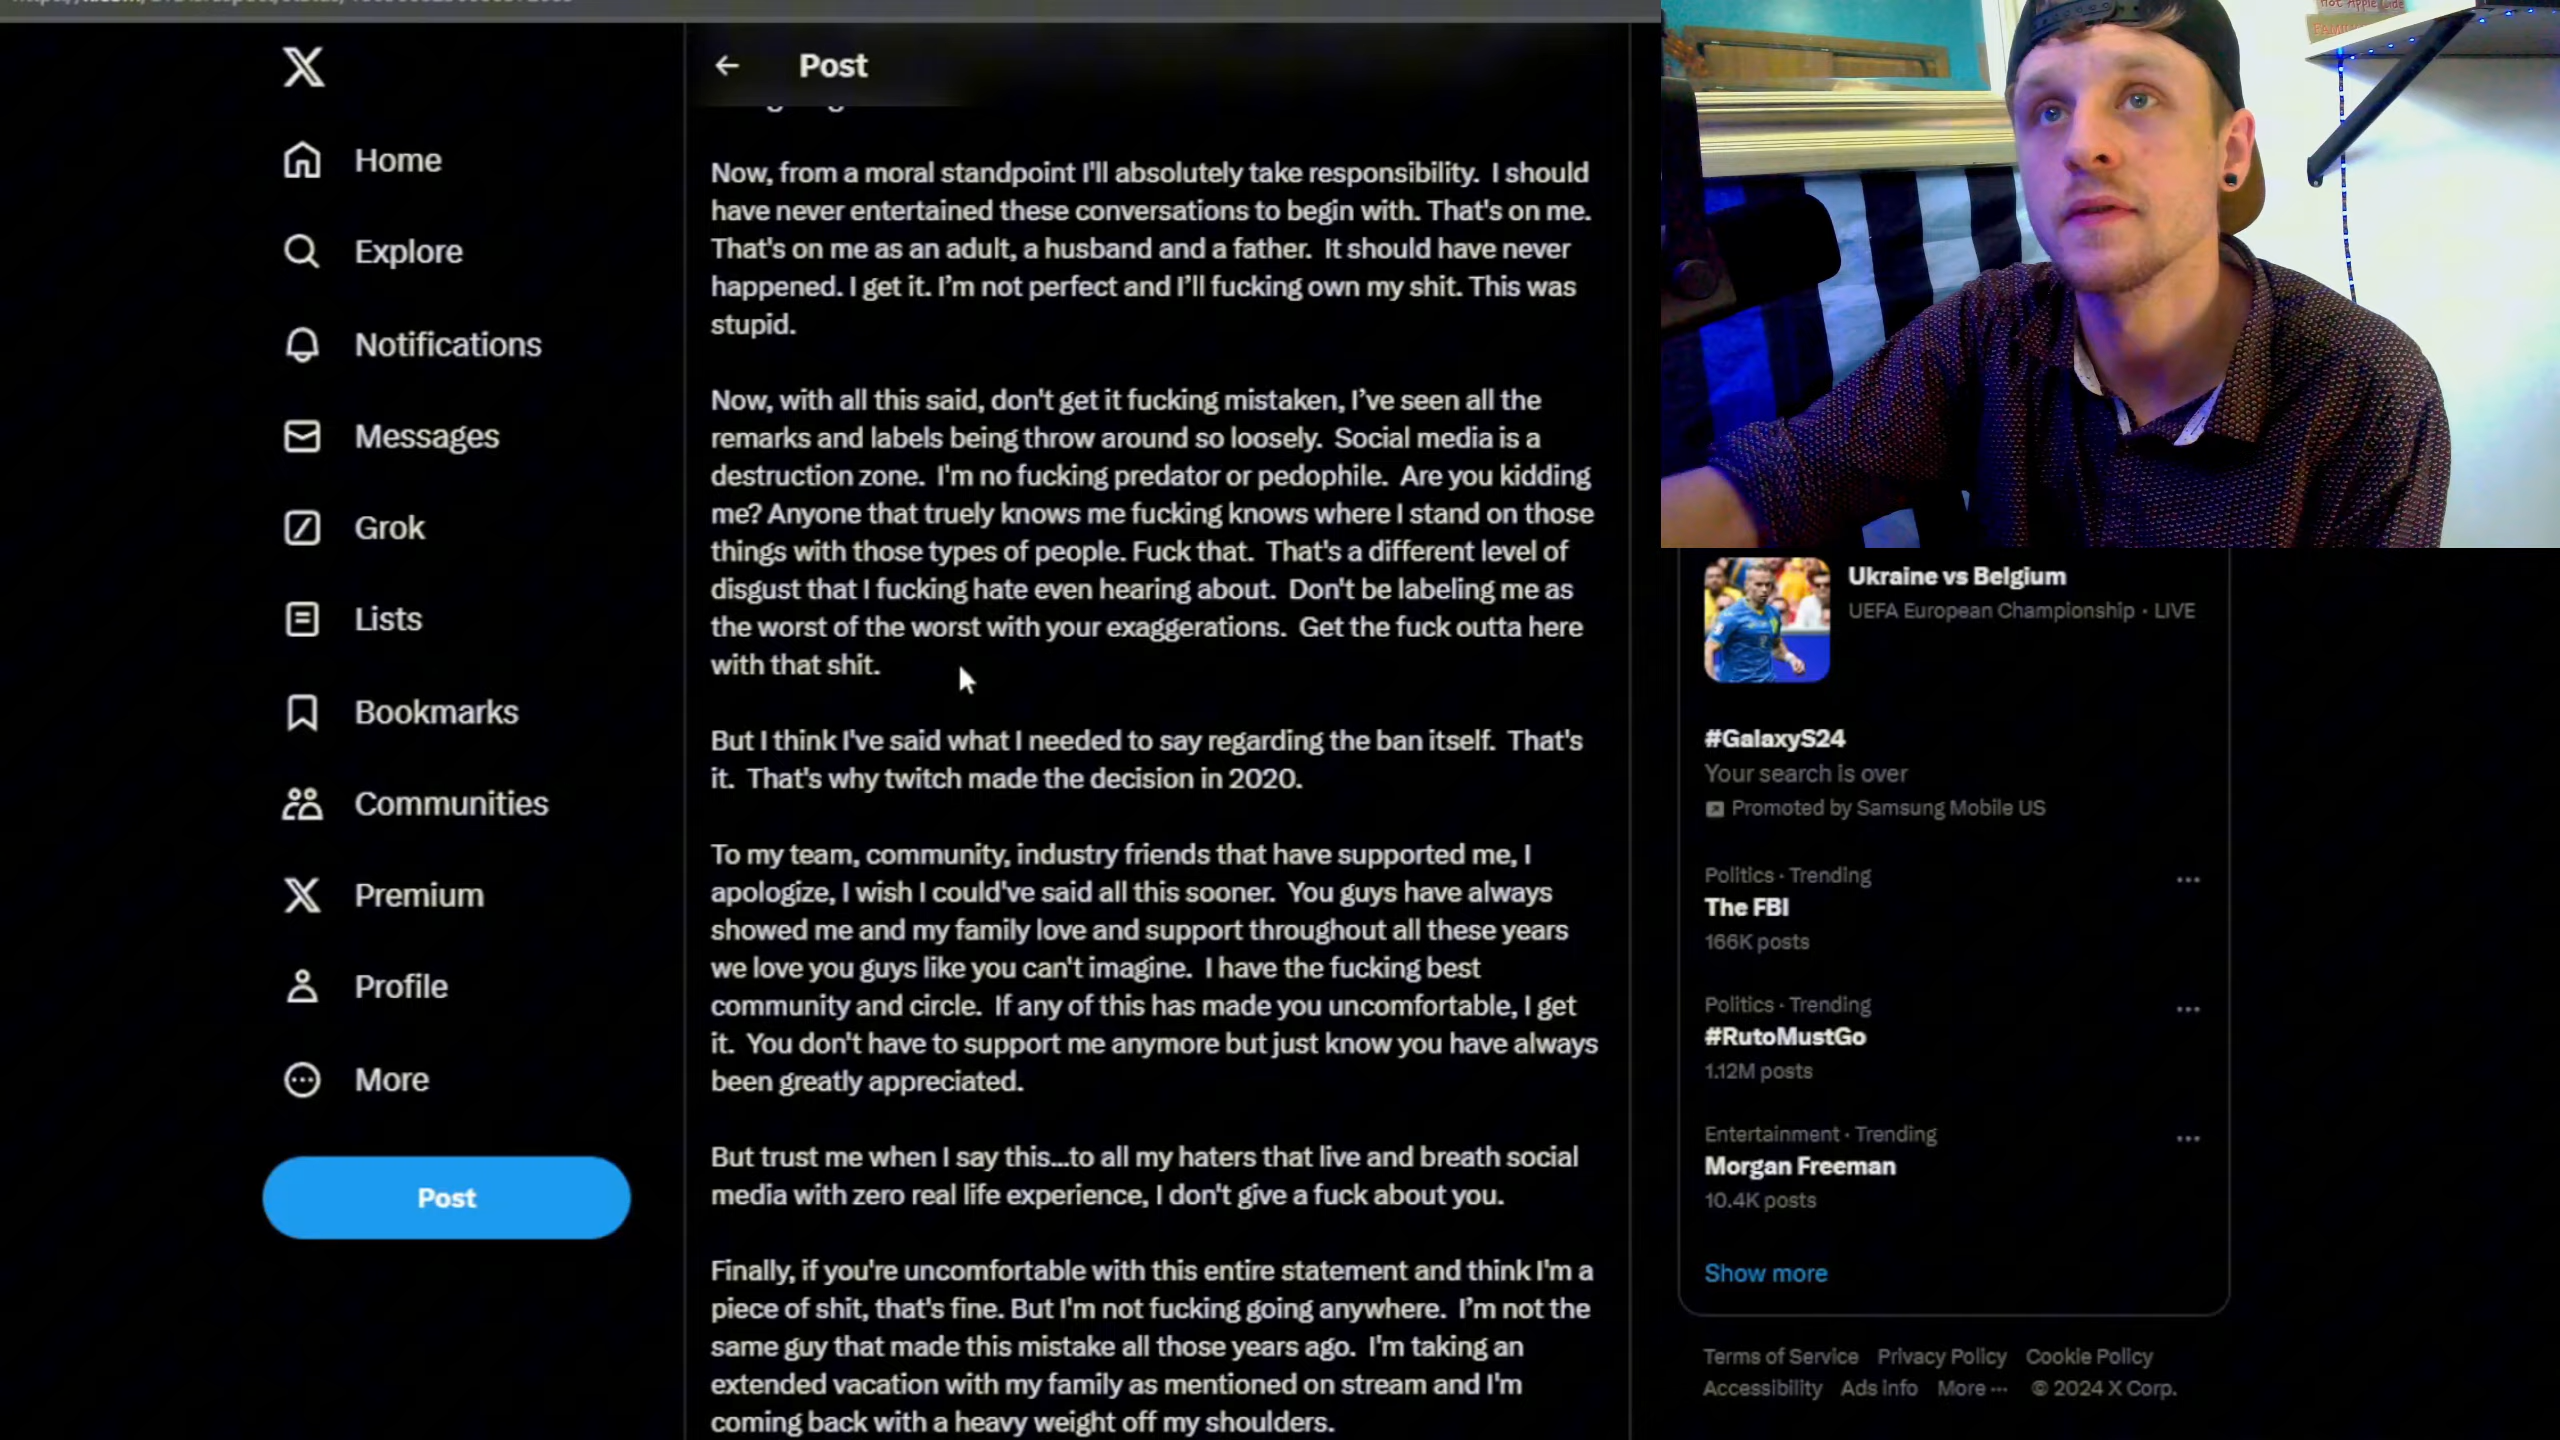 Post
Home
Explore
Notifications
Messages
Grok
Lists
Bookmarks
Communities
Premium
Profile
More
Post
Now, from a moral standpoint I'll absolutely take responsibility.  I should
have never entertained these conversations to begin with. That's on me.
That's on me as an adult, a husband and a father.  It should have never
happened. I get it. I'm not perfect and I'll fucking own my shit. This was
stupid.
Now, with all this said, don't get it fucking mistaken, I've seen all the
remarks and labels being throw around so loosely.  Social media is a
destruction zone.  I'm no fucking predator or pedophile.  Are you kidding
me? Anyone that truely knows me fucking knows where I stand on those
things with those types of people. Fuck that.  That's a different level of
disgust that I fucking hate even hearing about.  Don't be labeling me as
the worst of the worst with your exaggerations.  Get the fuck outta here
with that shit.
But I think I've said what I needed to say regarding the ban itself.  That's
it.  That's why twitch made the decision in 2020.
To my team, community, industry friends that have supported me, I
apologize, I wish I could've said all this sooner.  You guys have always
showed me and my family love and support throughout all these years
we love you guys like you can't imagine.  I have the fucking best
community and circle.  If any of this has made you uncomfortable, I get
it.  You don't have to support me anymore but just know you have always
been greatly appreciated.
But trust me when I say this...to all my haters that live and breath social
media with zero real life experience, I don't give a fuck about you.
Finally, if you're uncomfortable with this entire statement and think I'm a
piece of shit, that's fine. But I'm not fucking going anywhere.  I'm not the
same guy that made this mistake all those years ago.  I'm taking an
extended vacation with my family as mentioned on stream and I'm
coming back with a heavy weight off my shoulders.
Hot Apple
Ukraine vs Belgium
UEFA European Championship · LIVE
#GalaxyS24
Your search is over
Promoted by Samsung Mobile US
Politics · Trending
The FBI
166K posts
Politics · Trending
#RutoMustGo
1.12M posts
Entertainment · Trending
Morgan Freeman
10.4K posts
Show more
Terms of Service Privacy Policy Cookie Policy
Accessibility Ads info More ··· © 2024 X Corp.